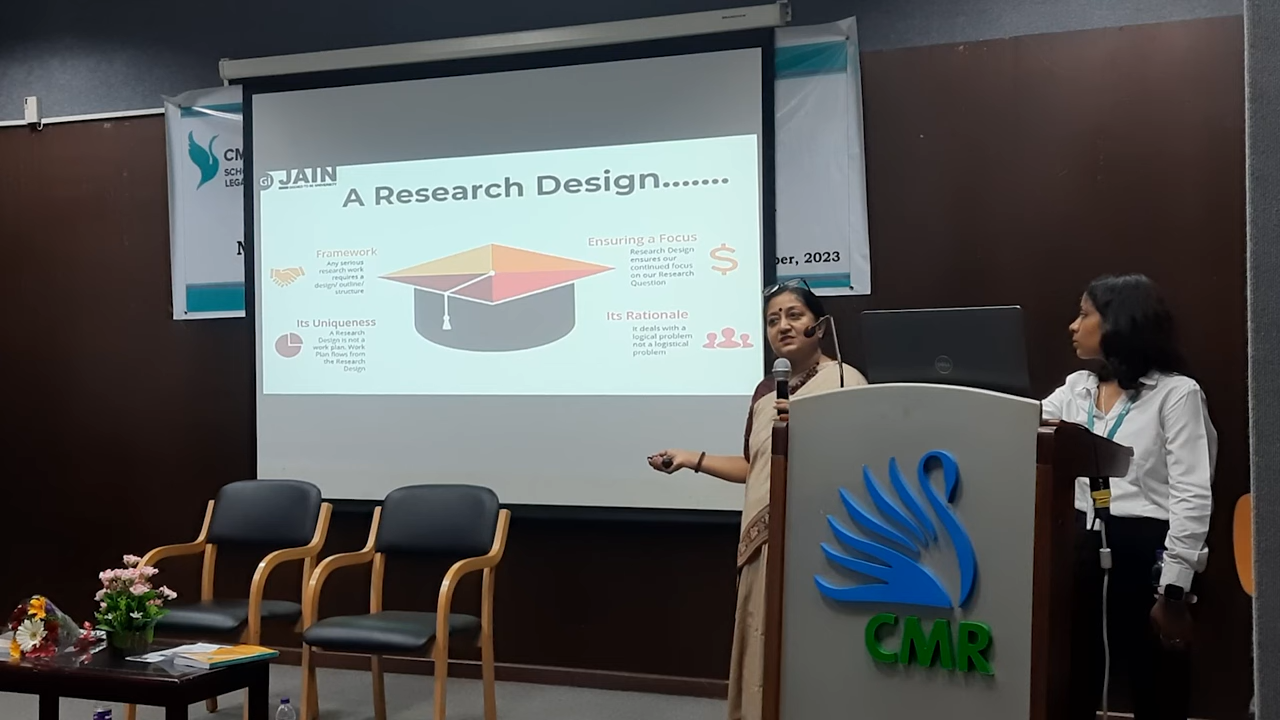 CM
SCHO
LEGA
N
ber, 2023
JAIN
A Research Design.......
Framework
Any serious
research work
requires a
design/ outline/
structure
Its Uniqueness
A Research
Design is not a
work plan. Work
Plan flows from
the Research
Design
Ensuring a Focus
Research Design
ensures our
continued focus
on our Research
Question
Its Rationale
It deals with a
logical problem
not a logistical
problem
DELL
CMR